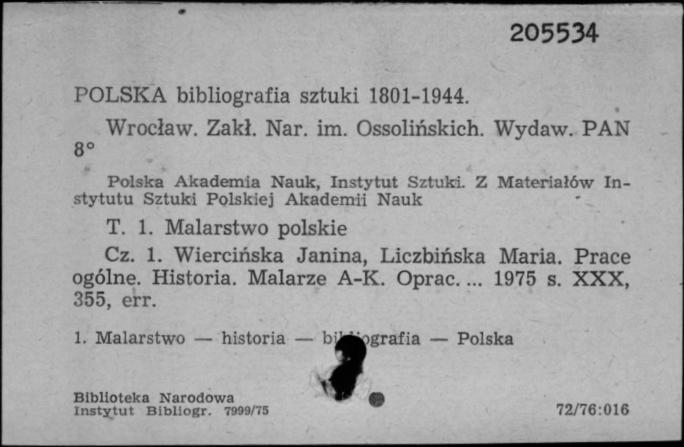 205534
POLSKA bibliografia sztuki 1801-1944.
Wrocław. Zakł. Nar. im. Ossolińskich. Wydaw. PAN
8°
Polska Akademia Nauk, Instytut Sztuki. Z Materiałów In-
stytutu Sztuki Polskiej Akademii Nauk
T. 1. Malarstwo polskie
Cz. 1. Wiercińska Janina, Liczbińska Maria. Prace
ogólne. Historia. Malarze A-K. Oprac. ... 1975 s. XXX,
355, err.
1. Malarstwo — historia — bibliografia — Polska
Biblioteka Narodowa
Instytut Bibliogr. 7999/75
72/76:016